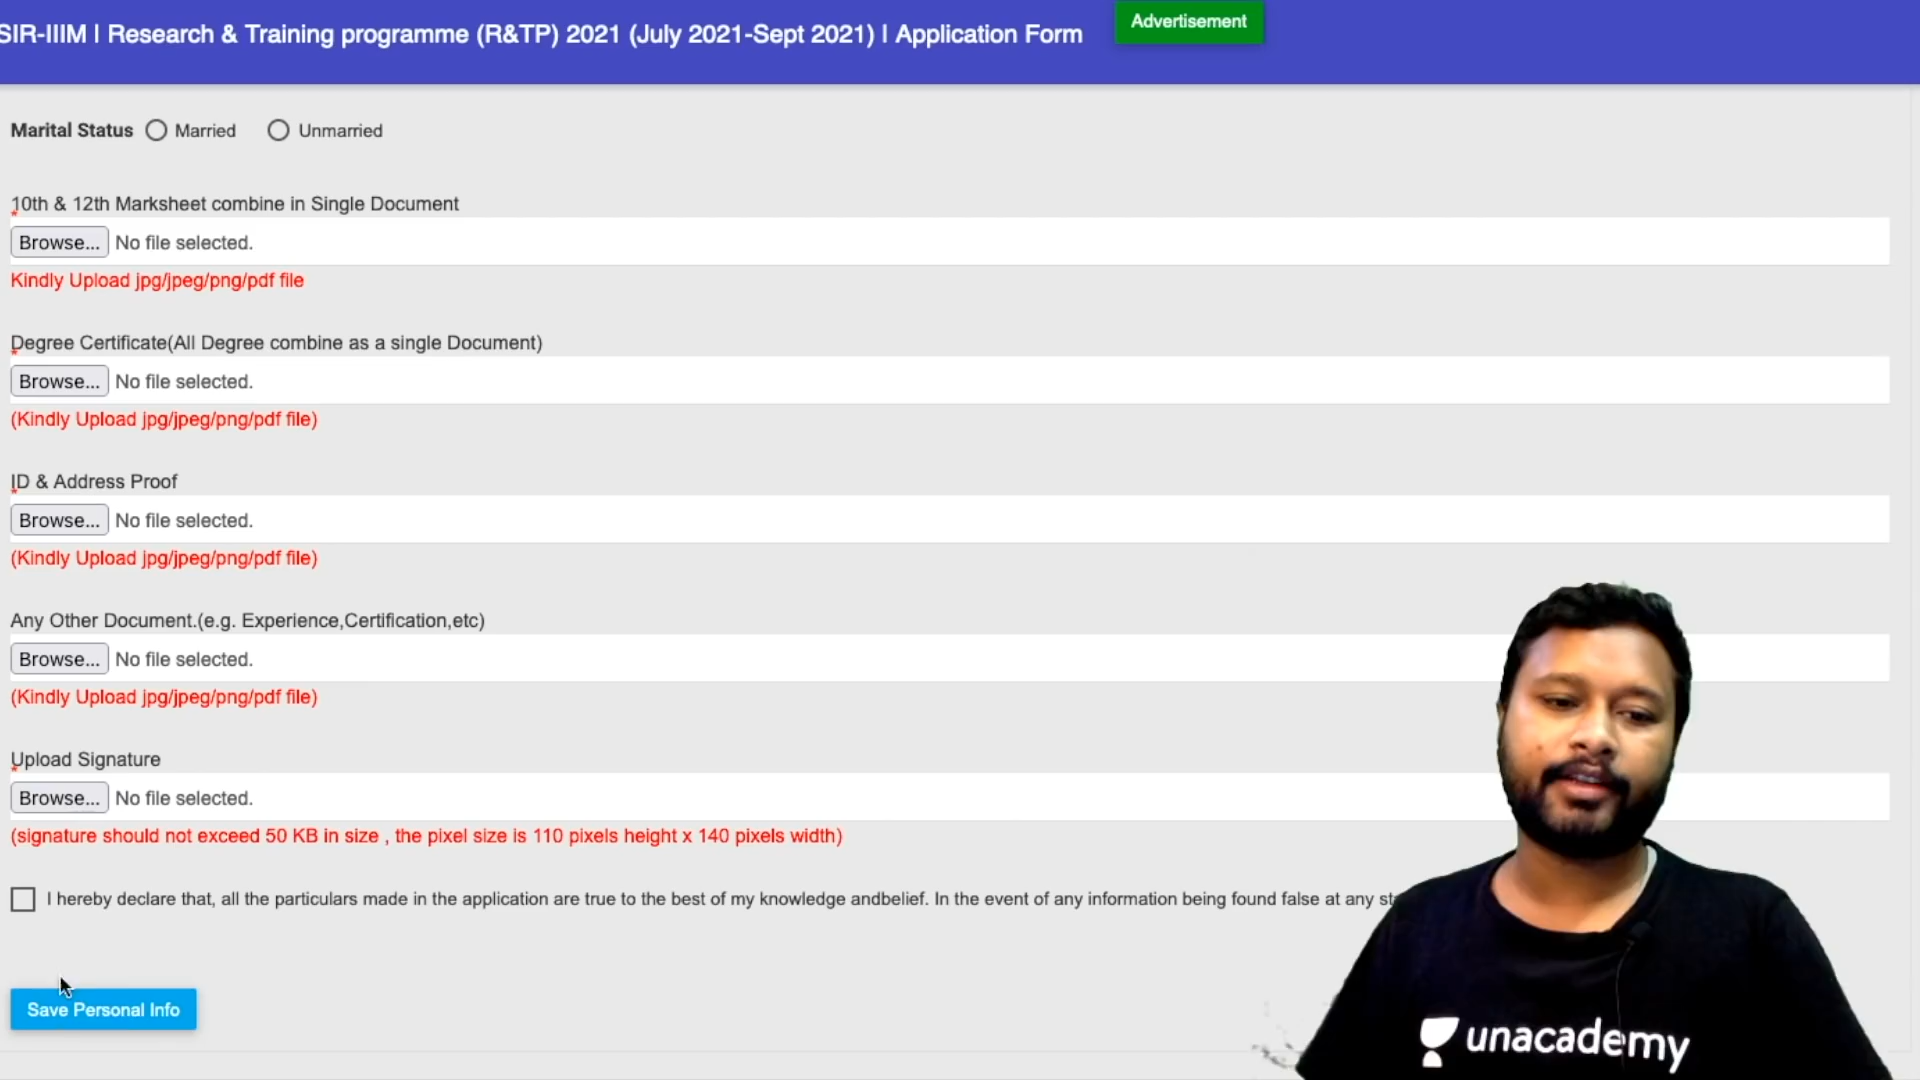 SIR-IIIM | Research & Training programme (R&TP) 2021 (July 2021-Sept 2021) | Application Form
Advertisement
Marital Status Married Unmarried
10th & 12th Marksheet combine in Single Document
*
Browse... No file selected.
Kindly Upload jpg/jpeg/png/pdf file
Degree Certificate(All Degree combine as a single Document)
*
Browse... No file selected.
(Kindly Upload jpg/jpeg/png/pdf file)
ID & Address Proof
*
Browse... No file selected.
(Kindly Upload jpg/jpeg/png/pdf file)
Any Other Document.(e.g. Experience,Certification,etc)
Browse... No file selected.
(Kindly Upload jpg/jpeg/png/pdf file)
Upload Signature
*
Browse... No file selected.
(signature should not exceed 50 KB in size , the pixel size is 110 pixels height x 140 pixels width)
I hereby declare that, all the particulars made in the application are true to the best of my knowledge andbelief. In the event of any information being found false at any
Save Personal Info
unacademy